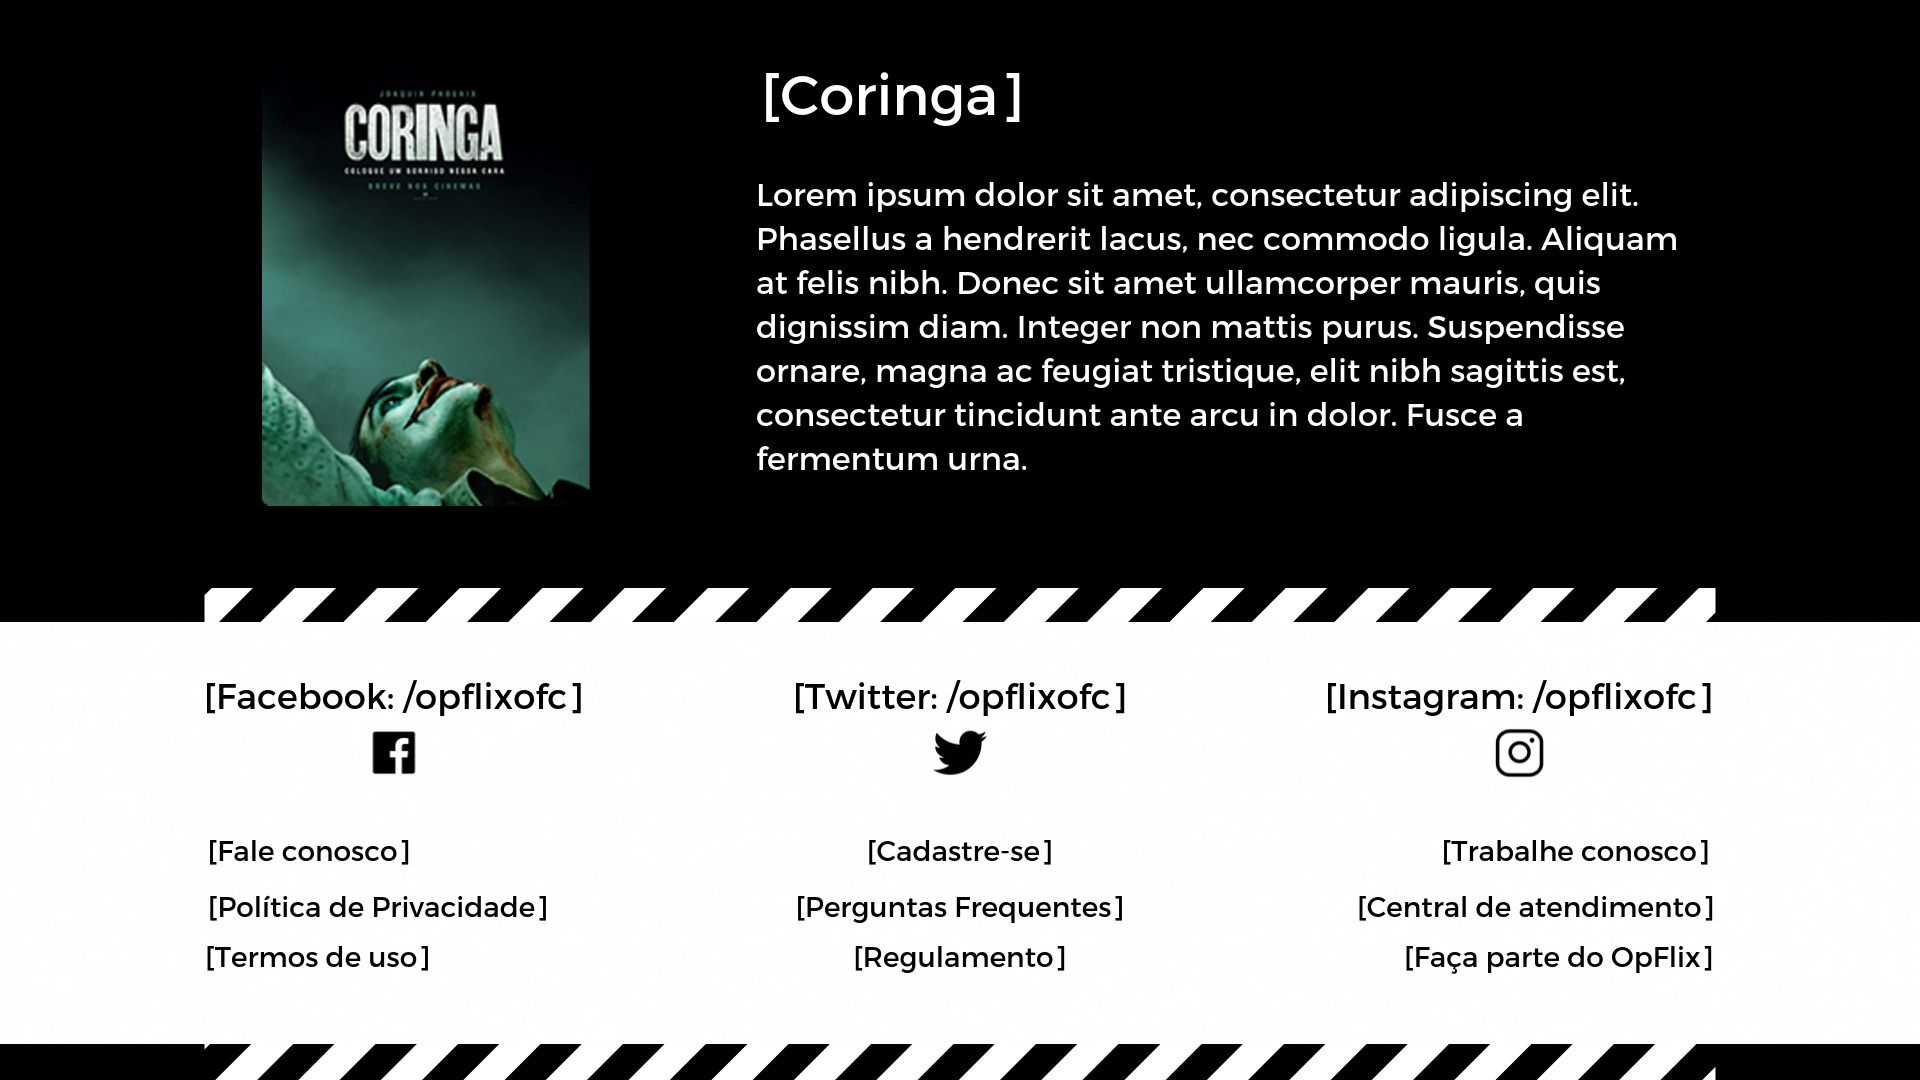 JOAQUIN PHOENIX
CORINGA
COLOQUE UM SORRISO NESSA CARA
BREVE NOS CINEMAS
[Coringa]
Lorem ipsum dolor sit amet, consectetur adipiscing elit.
Phasellus a hendrerit lacus, nec commodo ligula. Aliquam
at felis nibh. Donec sit amet ullamcorper mauris, quis
dignissim diam. Integer non mattis purus. Suspendisse
ornare, magna ac feugiat tristique, elit nibh sagittis est,
consectetur tincidunt ante arcu in dolor. Fusce a
fermentum urna.
[Facebook: /opflixofc]
[Twitter: /opflixofc]
[Instagram: /opflixofc]
[Fale conosco]
[Cadastre-se]
[Trabalhe conosco]
[Política de Privacidade]
[Perguntas Frequentes]
[Central de atendimento]
[Termos de uso]
[Regulamento]
[Faça parte do OpFlix]